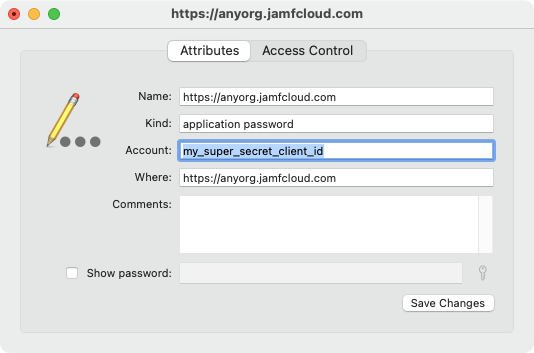 https://anyorg.jamfcloud.com
Attributes Access Control
Name: https://anyorg.jamfcloud.com
Kind: application password
Account: my_super_secret_client_id
Where: https://anyorg.jamfcloud.com
Comments:
Show password:
Save Changes